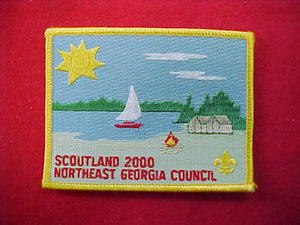 SCOUTLAND 2000
NORTHEAST GEORGIA COUNCIL